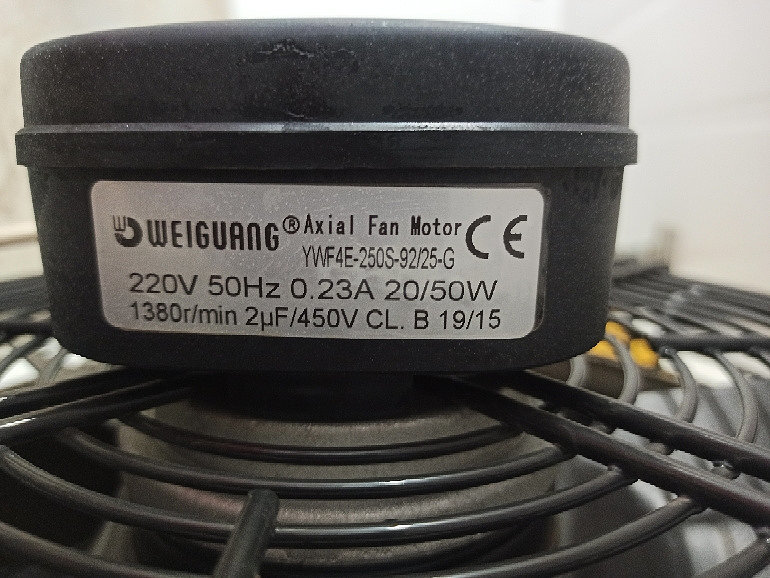 WEIGUANG® Axial Fan Motor CE
YWF4E-250S-92/25-G
220V 50Hz 0.23A 20/50W
1380r/min 2µF/450V CL. B 19/15